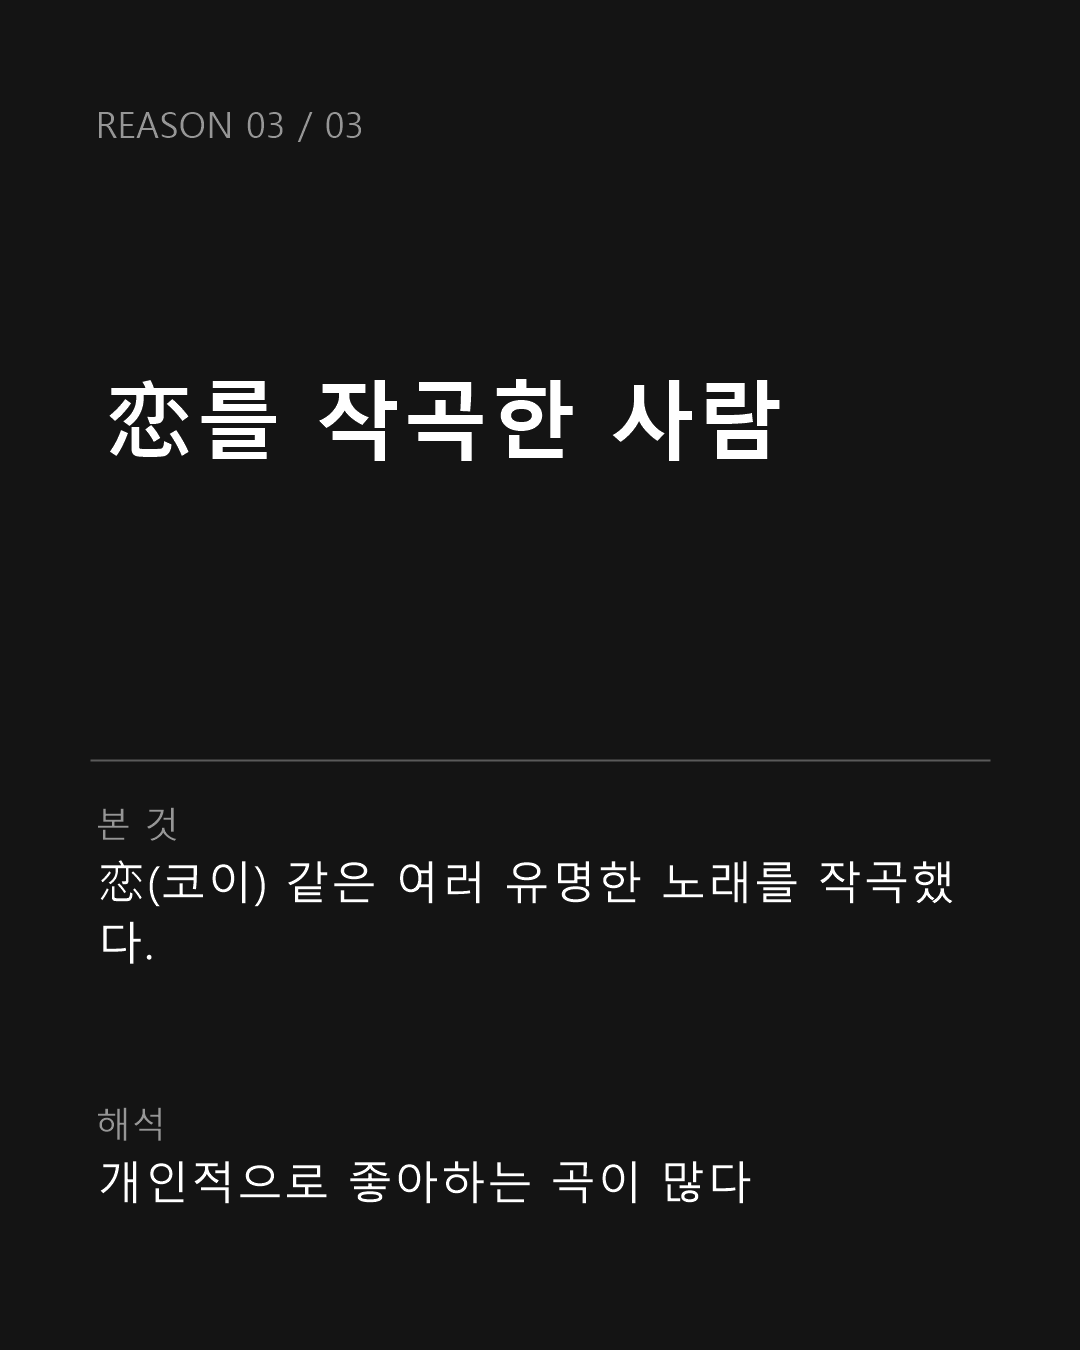 REASON 03 / 03
恋를 작곡한 사람
본 것
恋(코이) 같은 여러 유명한 노래를 작곡했
다.
해석
개인적으로 좋아하는 곡이 많다